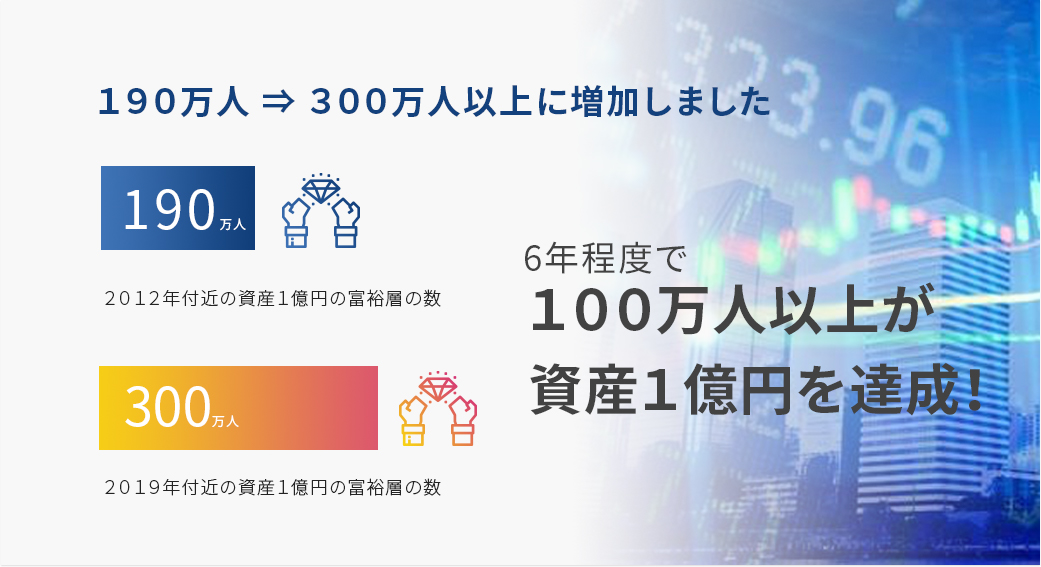 １９０万人 ⇒ ３００万人以上に増加しました
323.96
190万人
２０１２年付近の資産１億円の富裕層の数
6年程度で
１００万人以上が
資産１億円を達成！
300万人
２０１９年付近の資産１億円の富裕層の数